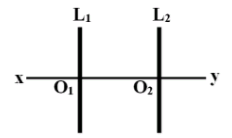 L₁ L₂
x O₁ O₂ y